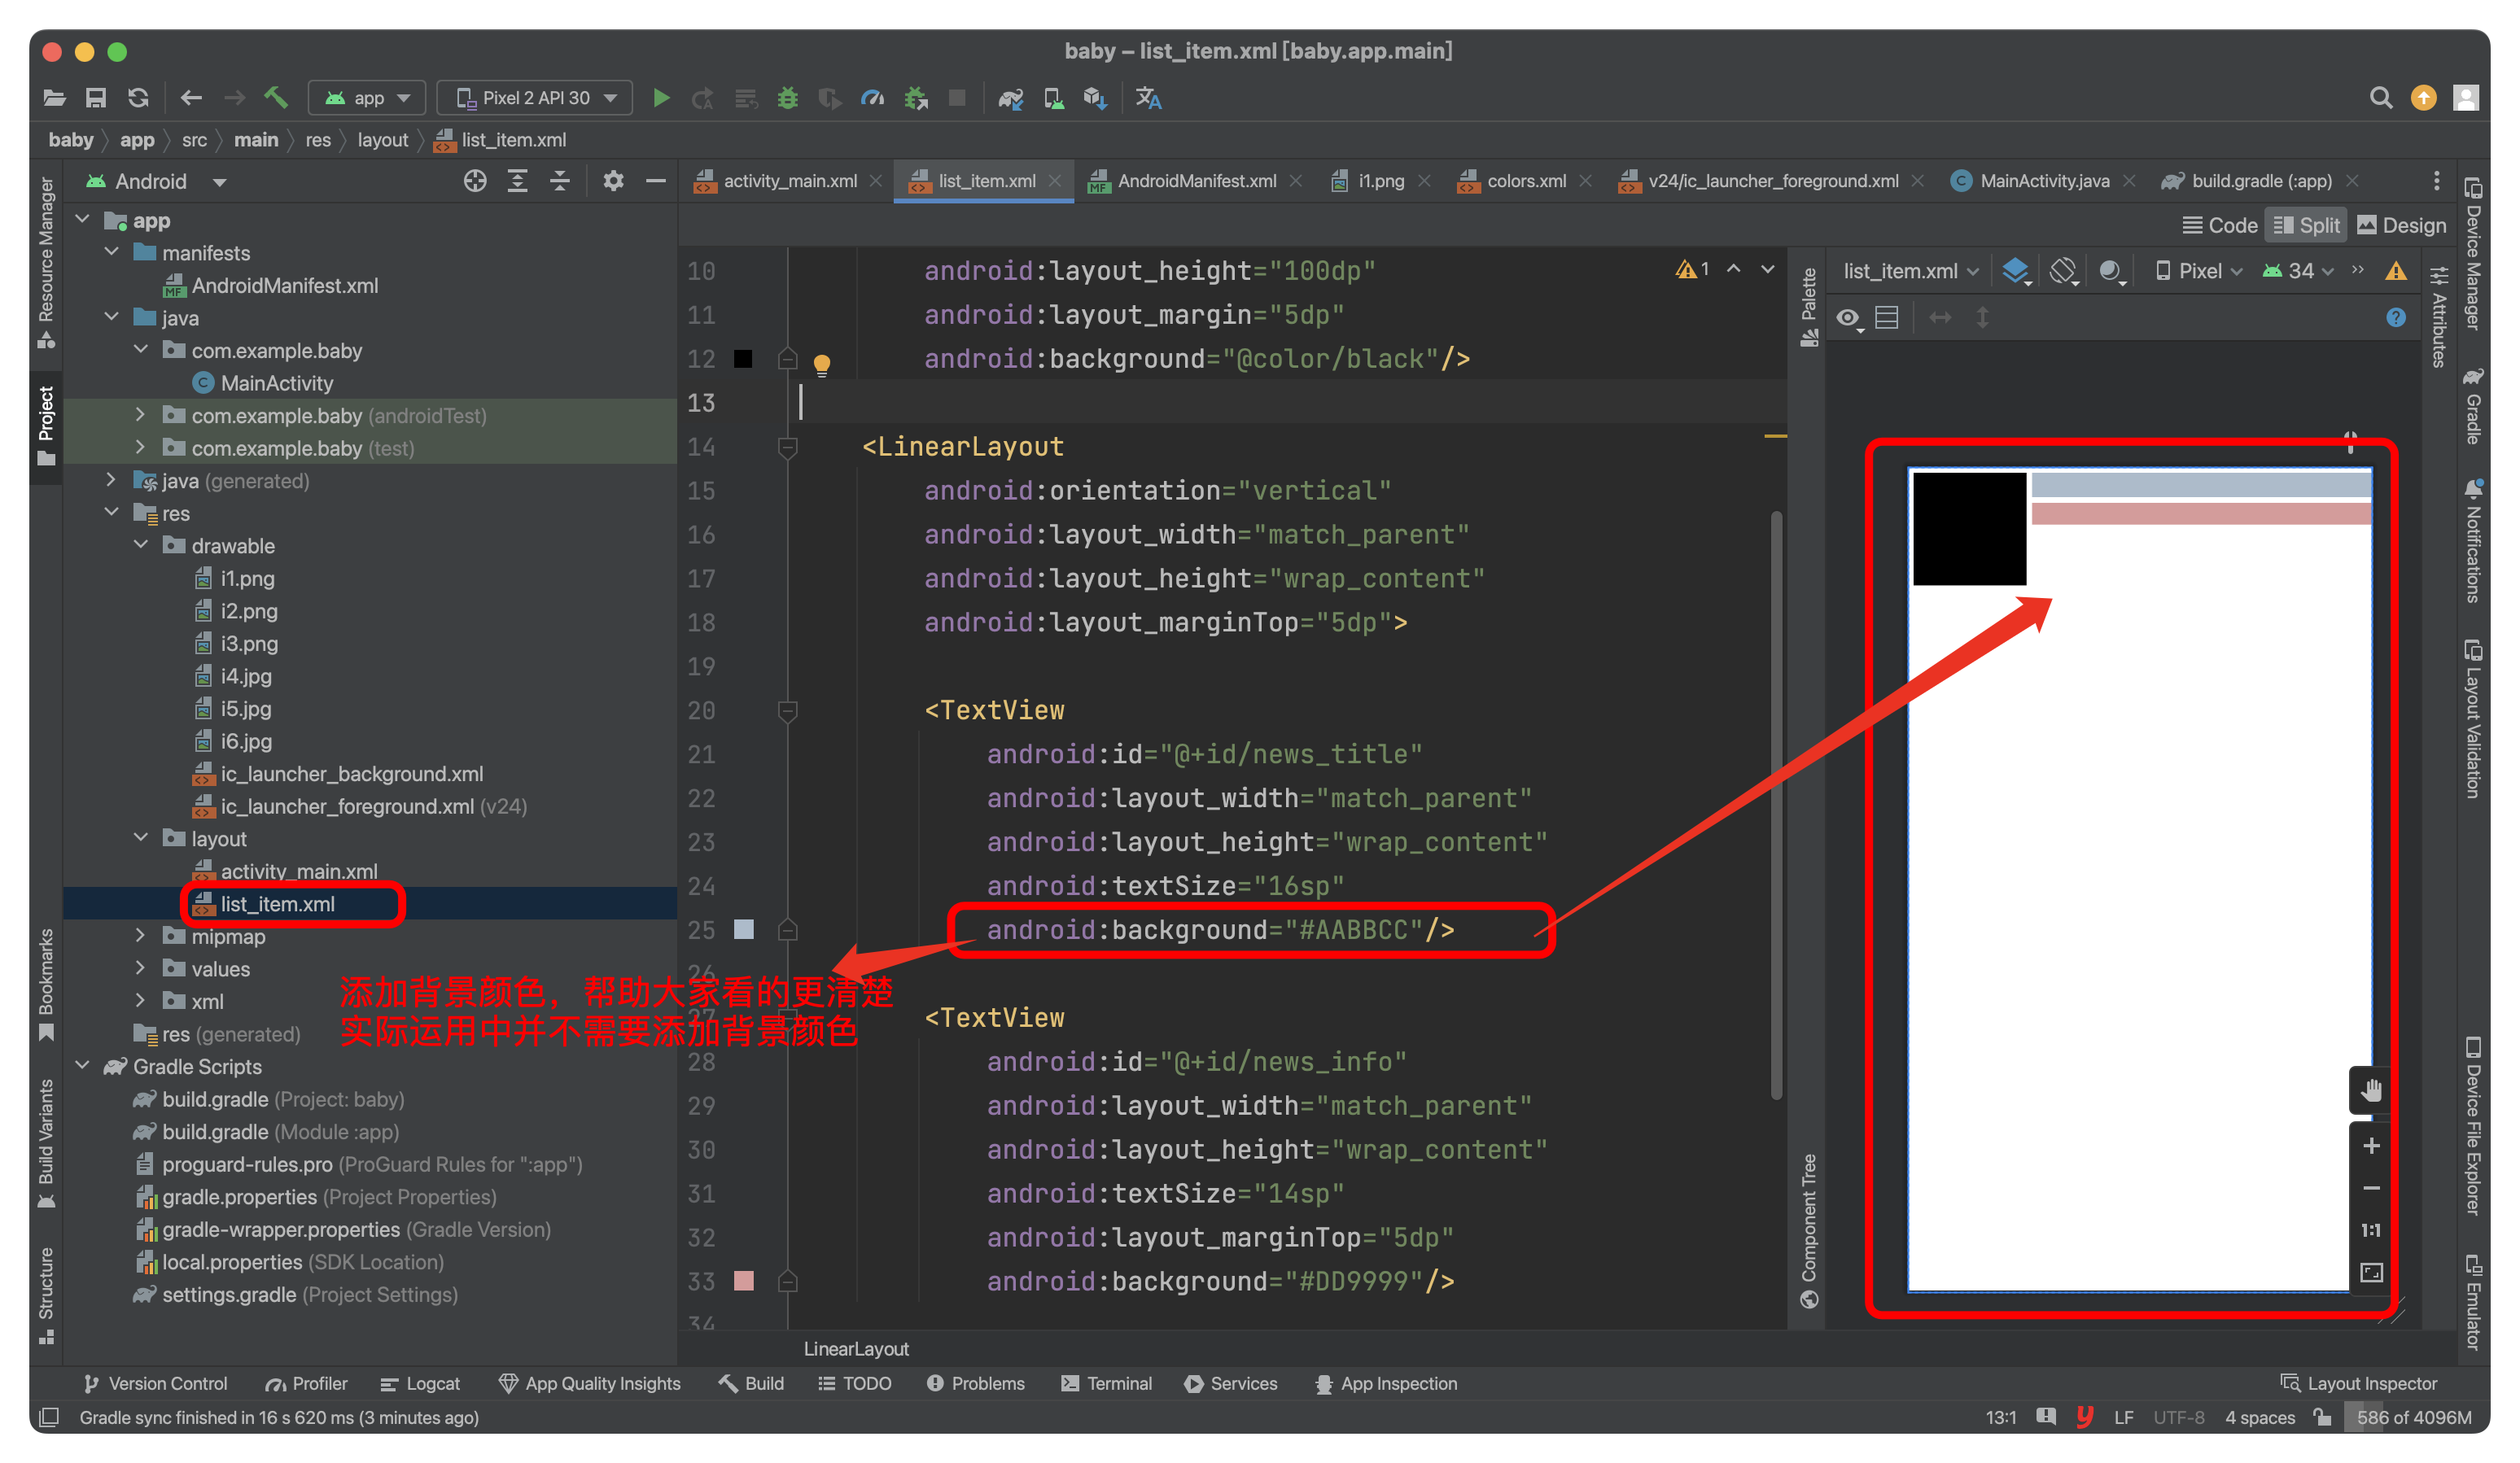 baby – list_item.xml [baby.app.main]
app
Pixel 2 API 30
baby
app
src
main
res
layout
list_item.xml
Android
activity_main.xml
list_item.xml
AndroidManifest.xml
i1.png
colors.xml
v24/ic_launcher_foreground.xml
MainActivity.java
build.gradle (:app)
Code
Split
Design
Resource Manager
Project
Bookmarks
Build Variants
Structure
app
manifests
AndroidManifest.xml
java
com.example.baby
MainActivity
com.example.baby (androidTest)
com.example.baby (test)
java (generated)
res
drawable
i1.png
i2.png
i3.png
i4.jpg
i5.jpg
i6.jpg
ic_launcher_background.xml
ic_launcher_foreground.xml (v24)
layout
activity_main.xml
list_item.xml
mipmap
values
xml
res (generated)
Gradle Scripts
build.gradle (Project: baby)
build.gradle (Module :app)
proguard-rules.pro (ProGuard Rules for ":app")
gradle.properties (Project Properties)
gradle-wrapper.properties (Gradle Version)
local.properties (SDK Location)
settings.gradle (Project Settings)
添加背景颜色，帮助大家看的更清楚
实际运用中并不需要添加背景颜色
10 android:layout_height="100dp"
11 android:layout_margin="5dp"
12 android:background="@color/black"/>
13
14 <LinearLayout
15 android:orientation="vertical"
16 android:layout_width="match_parent"
17 android:layout_height="wrap_content"
18 android:layout_marginTop="5dp">
19
20 <TextView
21 android:id="@+id/news_title"
22 android:layout_width="match_parent"
23 android:layout_height="wrap_content"
24 android:textSize="16sp"
25 android:background="#AABBCC"/>
26
27 <TextView
28 android:id="@+id/news_info"
29 android:layout_width="match_parent"
30 android:layout_height="wrap_content"
31 android:textSize="14sp"
32 android:layout_marginTop="5dp"
33 android:background="#DD9999"/>
34
1
LinearLayout
Palette
Component Tree
list_item.xml
Pixel
34
1:1
Attributes
Device Manager
Gradle
Notifications
Layout Validation
Device File Explorer
Emulator
Version Control
Profiler
Logcat
App Quality Insights
Build
TODO
Problems
Terminal
Services
App Inspection
Layout Inspector
Gradle sync finished in 16 s 620 ms (3 minutes ago)
13:1
LF
UTF-8
4 spaces
586 of 4096M